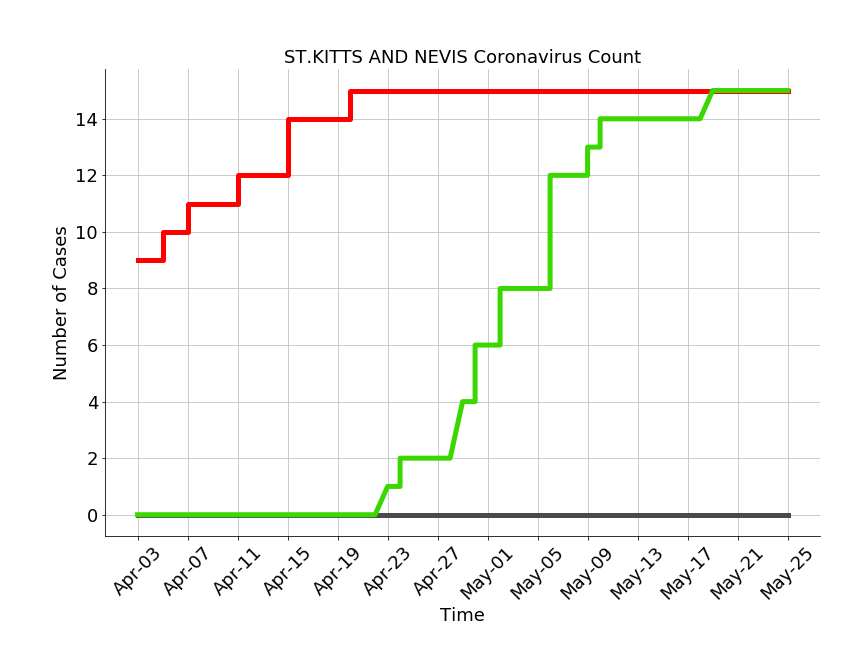 ST.KITTS AND NEVIS Coronavirus Count
Number of Cases
14
12
10
8
6
4
2
0
Apr-03
Apr-07
Apr-11
Apr-15
Apr-19
Apr-23
Apr-27
May-01
May-05
May-09
May-13
May-17
May-21
May-25
Time